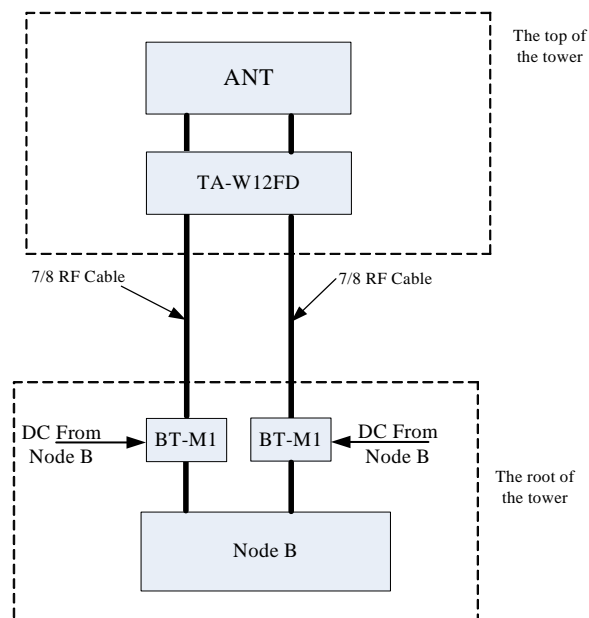 The top of
the tower
ANT
TA-W12FD
7/8 RF Cable
7/8 RF Cable
DC From
Node B
BT-M1
BT-M1
DC From
Node B
The root of
the tower
Node B